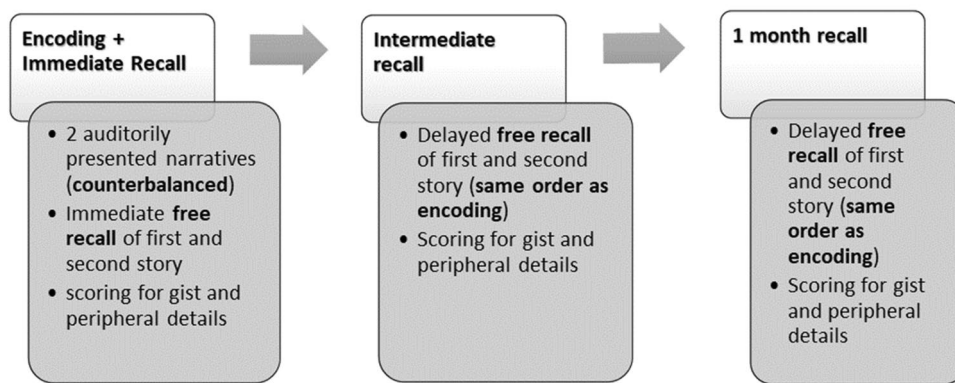 Encoding +
Immediate Recall
• 2 auditorily
presented narratives
(counterbalanced)
• Immediate free
recall of first and
second story
• scoring for gist and
peripheral details
Intermediate
recall
• Delayed free recall
of first and second
story (same order as
encoding)
• Scoring for gist and
peripheral details
1 month recall
• Delayed free
recall of first
and second
story (same
order as
encoding)
• Scoring for gist
and peripheral
details